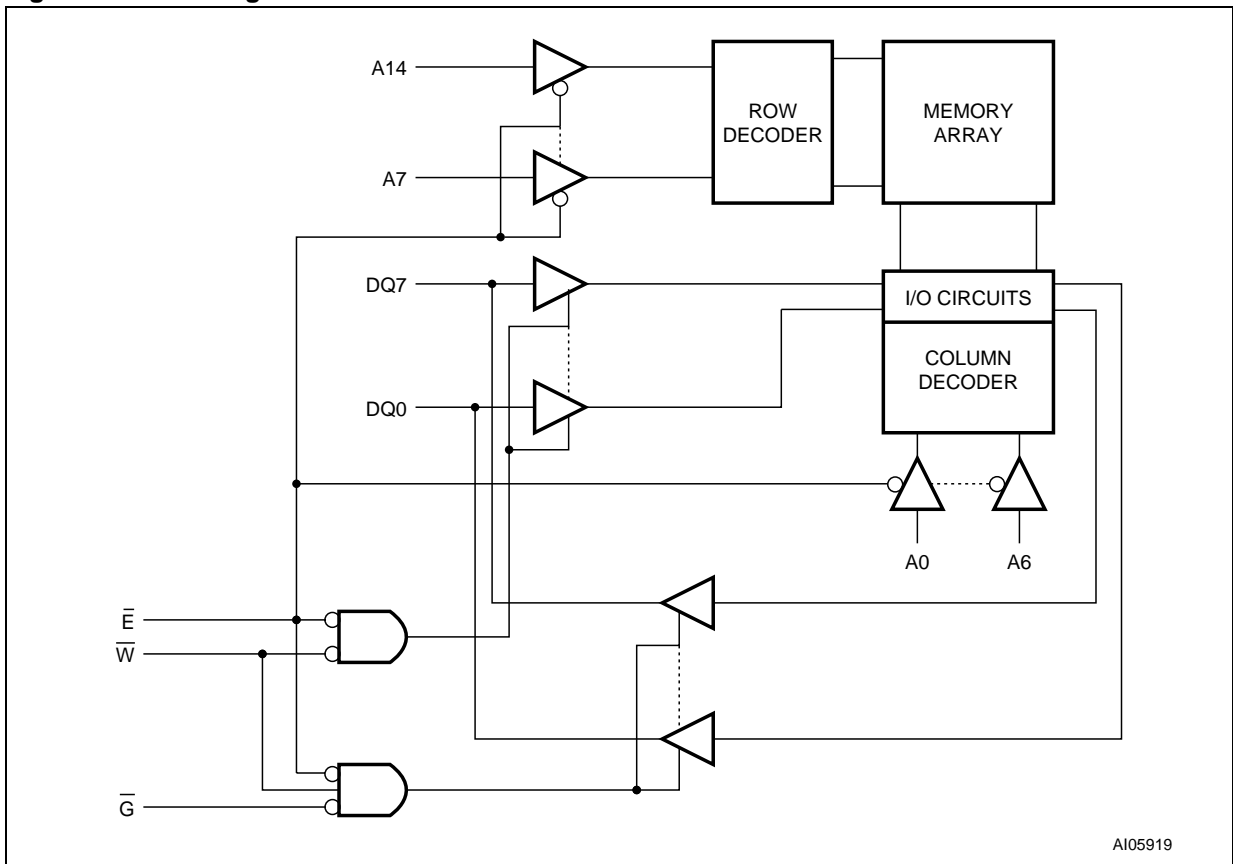 A14
ROW
DECODER
MEMORY
ARRAY
A7
DQ7
I/O CIRCUITS
COLUMN
DECODER
DQ0
A0
A6
E̅
W̅
G̅
AI05919